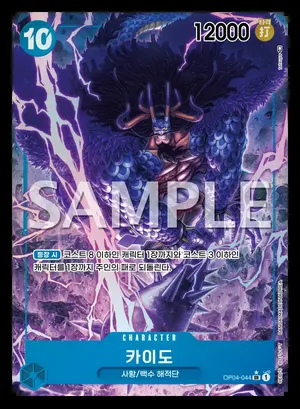 10
12000
打
SAMPLE
등장 시 코스트 8 이하인 캐릭터 1장까지와 코스트 3 이하인
캐릭터를 1장까지 주인의 패로 되돌린다.
CHARACTER
카이도
사황/백수 해적단
OP04-044 SR 1